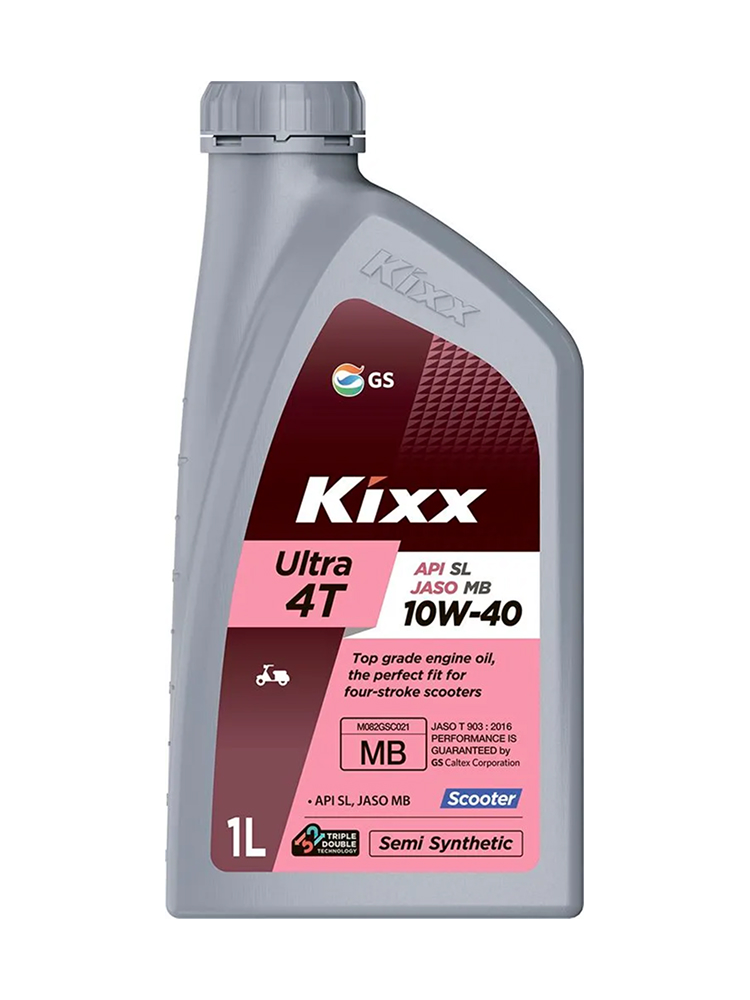 Kixx
GS
Kixx
Ultra
4T
API SL
JASO MB
10W-40
Top grade engine oil,
the perfect fit for
four-stroke scooters
M082GSC021
MB
JASO T 903 : 2016
PERFORMANCE IS
GUARANTEED by
GS Caltex Corporation
• API SL, JASO MB
Scooter
1L
TRIPLE
DOUBLE
TECHNOLOGY
Semi Synthetic